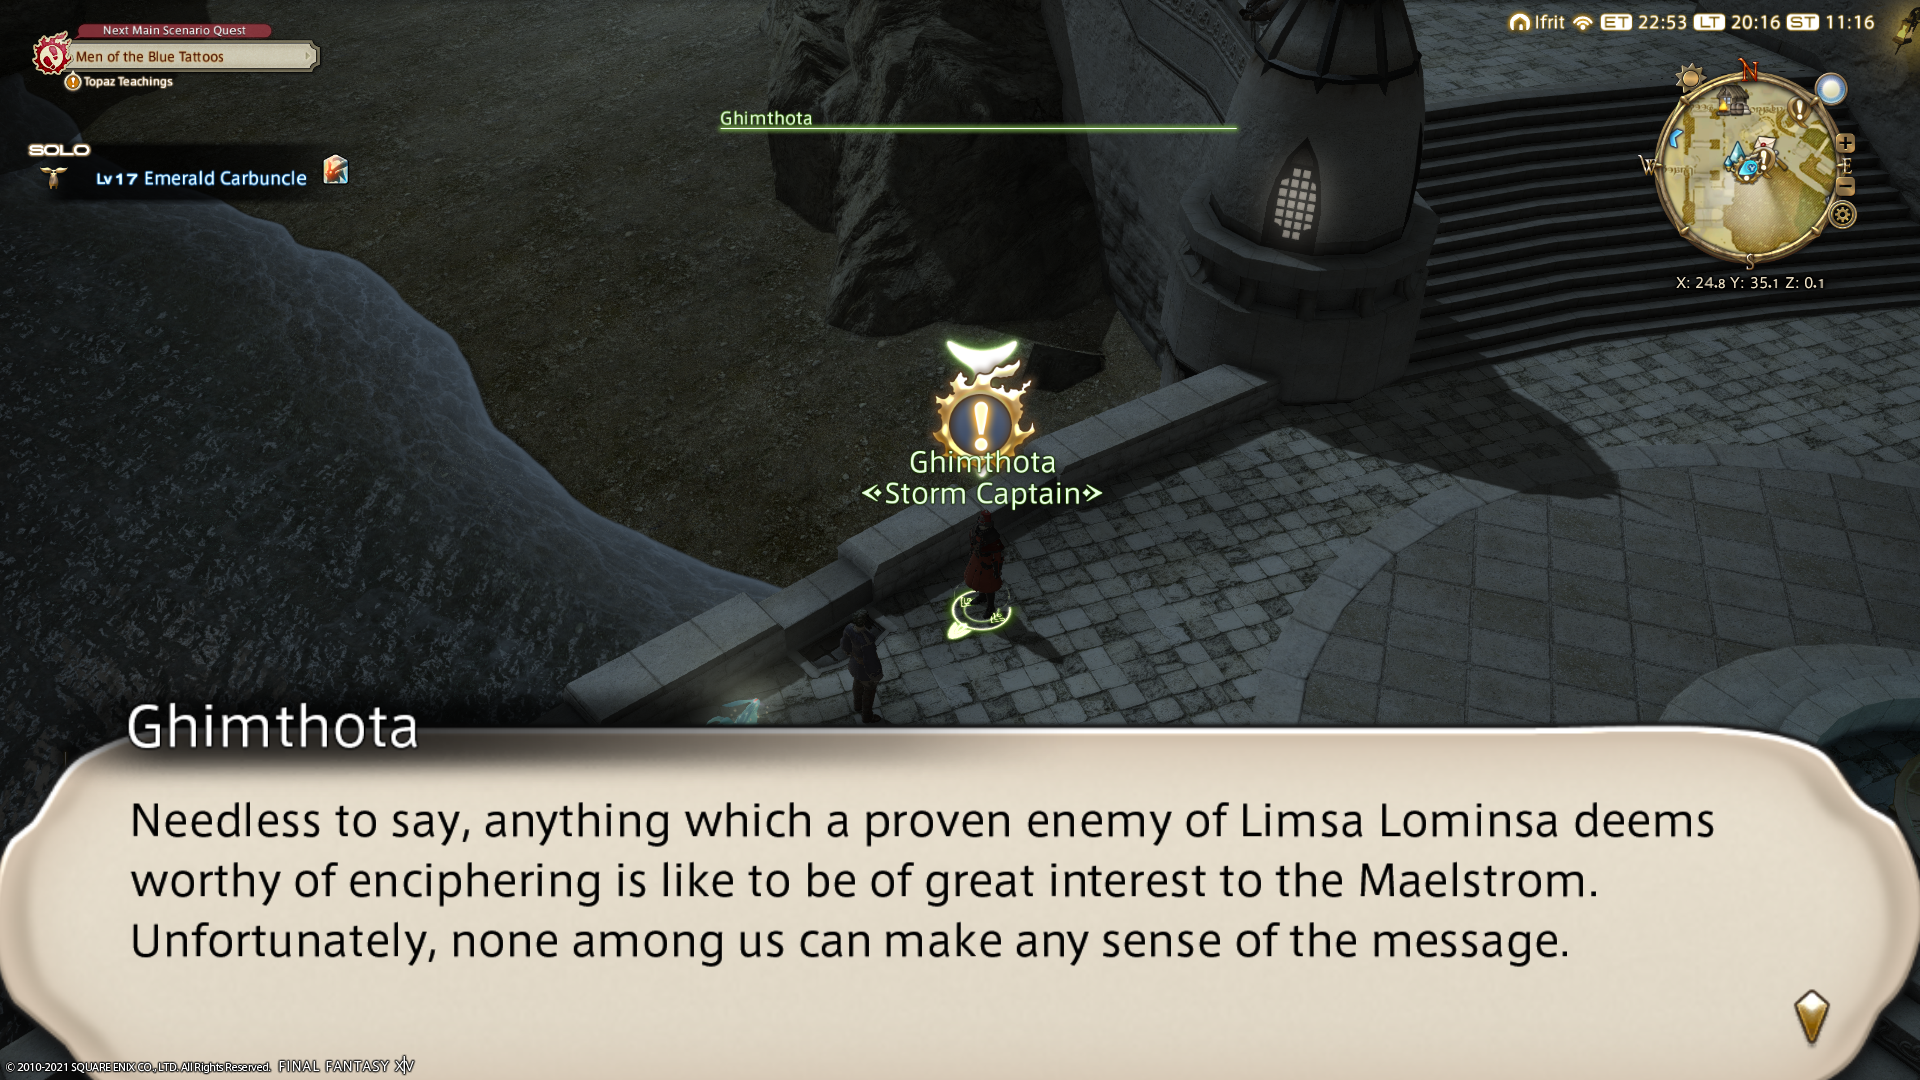 Next Main Scenario Quest
Men of the Blue Tattoos
Topaz Teachings
SOLO
Lv17 Emerald Carbuncle
Ghimthota
Ifrit ET 22:53 LT 20:16 ST 11:16
N
W
E
S
X: 24.8 Y: 35.1 Z: 0.1
Ghimthota
Storm Captain
Ghimthota
Needless to say, anything which a proven enemy of Limsa Lominsa deems
worthy of enciphering is like to be of great interest to the Maelstrom.
Unfortunately, none among us can make any sense of the message.
© 2010-2021 SQUARE ENIX CO., LTD. All Rights Reserved. FINAL FANTASY XIV